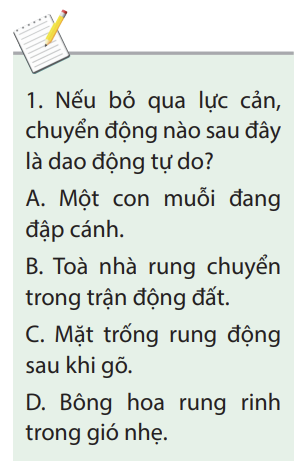 1. Nếu bỏ qua lực cản,
chuyển động nào sau đây
là dao động tự do?
A. Một con muỗi đang
đập cánh.
B. Toà nhà rung chuyển
trong trận động đất.
C. Mặt trống rung động
sau khi gõ.
D. Bông hoa rung rinh
trong gió nhẹ.